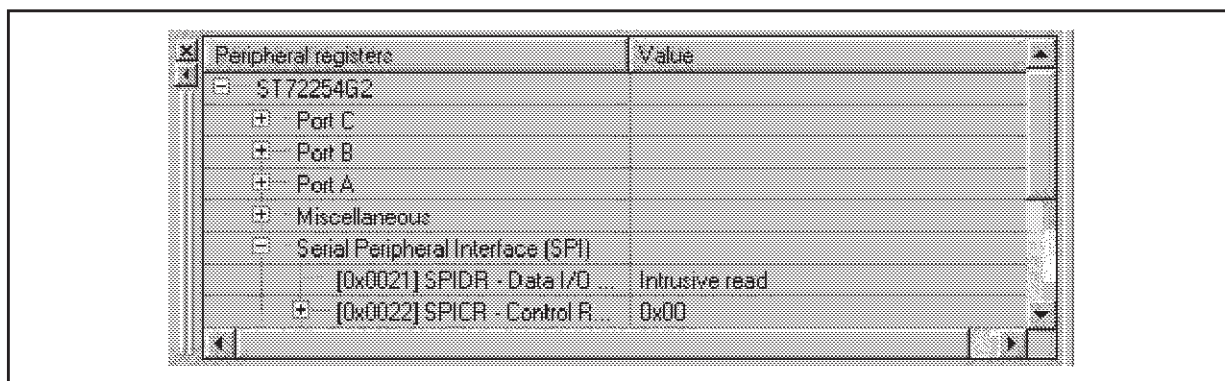 Peripheral registers Value
ST72254G2
Port C
Port B
Port A
Miscellaneous
Serial Peripheral Interface (SPI)
[0x0021] SPIDR - Data I/O ... Intrusive read
[0x0022] SPICR - Control R... 0x00